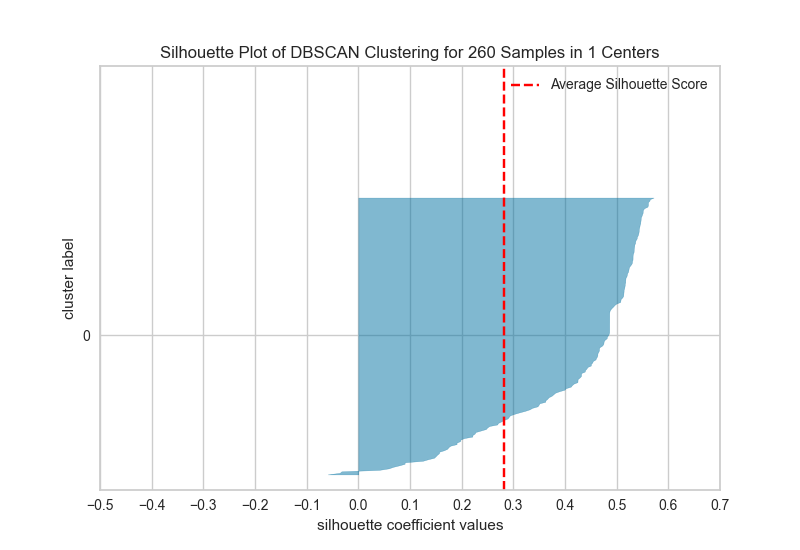 Silhouette Plot of DBSCAN Clustering for 260 Samples in 1 Centers
Average Silhouette Score
cluster label
0
−0.5 −0.4 −0.3 −0.2 −0.1 0.0 0.1 0.2 0.3 0.4 0.5 0.6 0.7
silhouette coefficient values